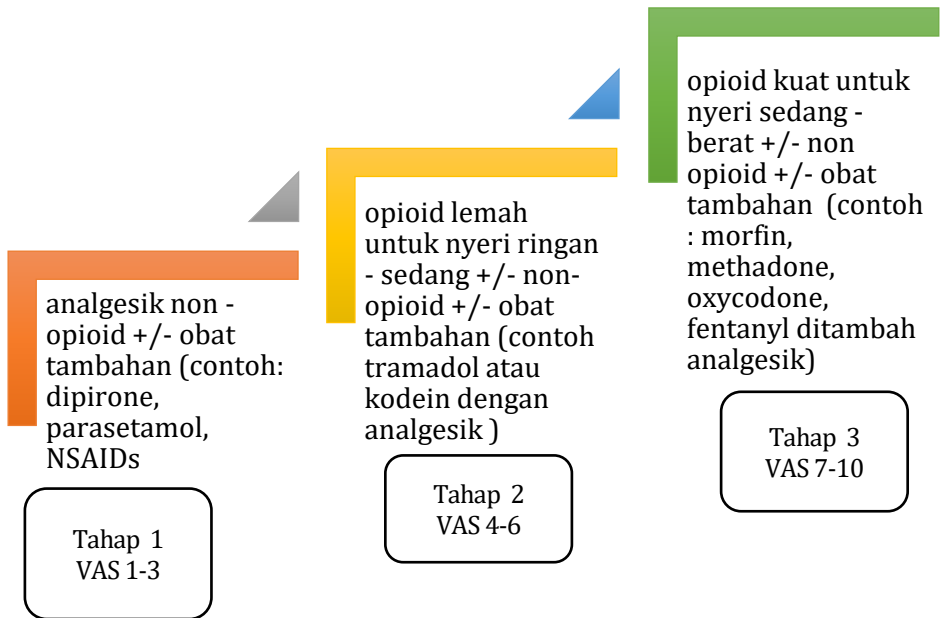 analgesik non -
opioid +/- obat
tambahan (contoh:
dipirone,
parasetamol,
NSAIDs
Tahap 1
VAS 1-3
opioid lemah
untuk nyeri ringan
- sedang +/- non-
opioid +/- obat
tambahan (contoh
tramadol atau
kodein dengan
analgesik )
Tahap 2
VAS 4-6
opioid kuat untuk
nyeri sedang -
berat +/- non
opioid +/- obat
tambahan (contoh
: morfin,
methadone,
oxycodone,
fentanyl ditambah
analgesik)
Tahap 3
VAS 7-10